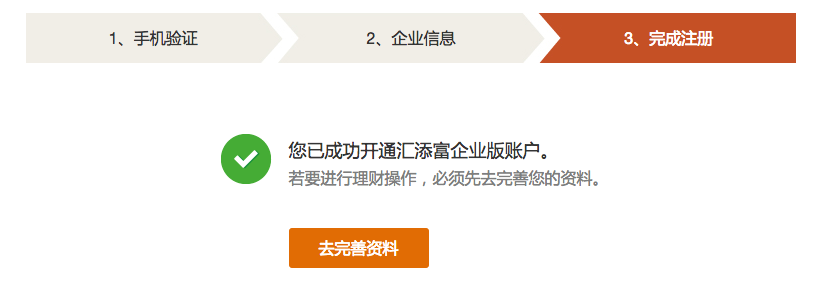 1、手机验证
2、企业信息
3、完成注册
您已成功开通汇添富企业版账户。
若要进行理财操作，必须先去完善您的资料。
去完善资料